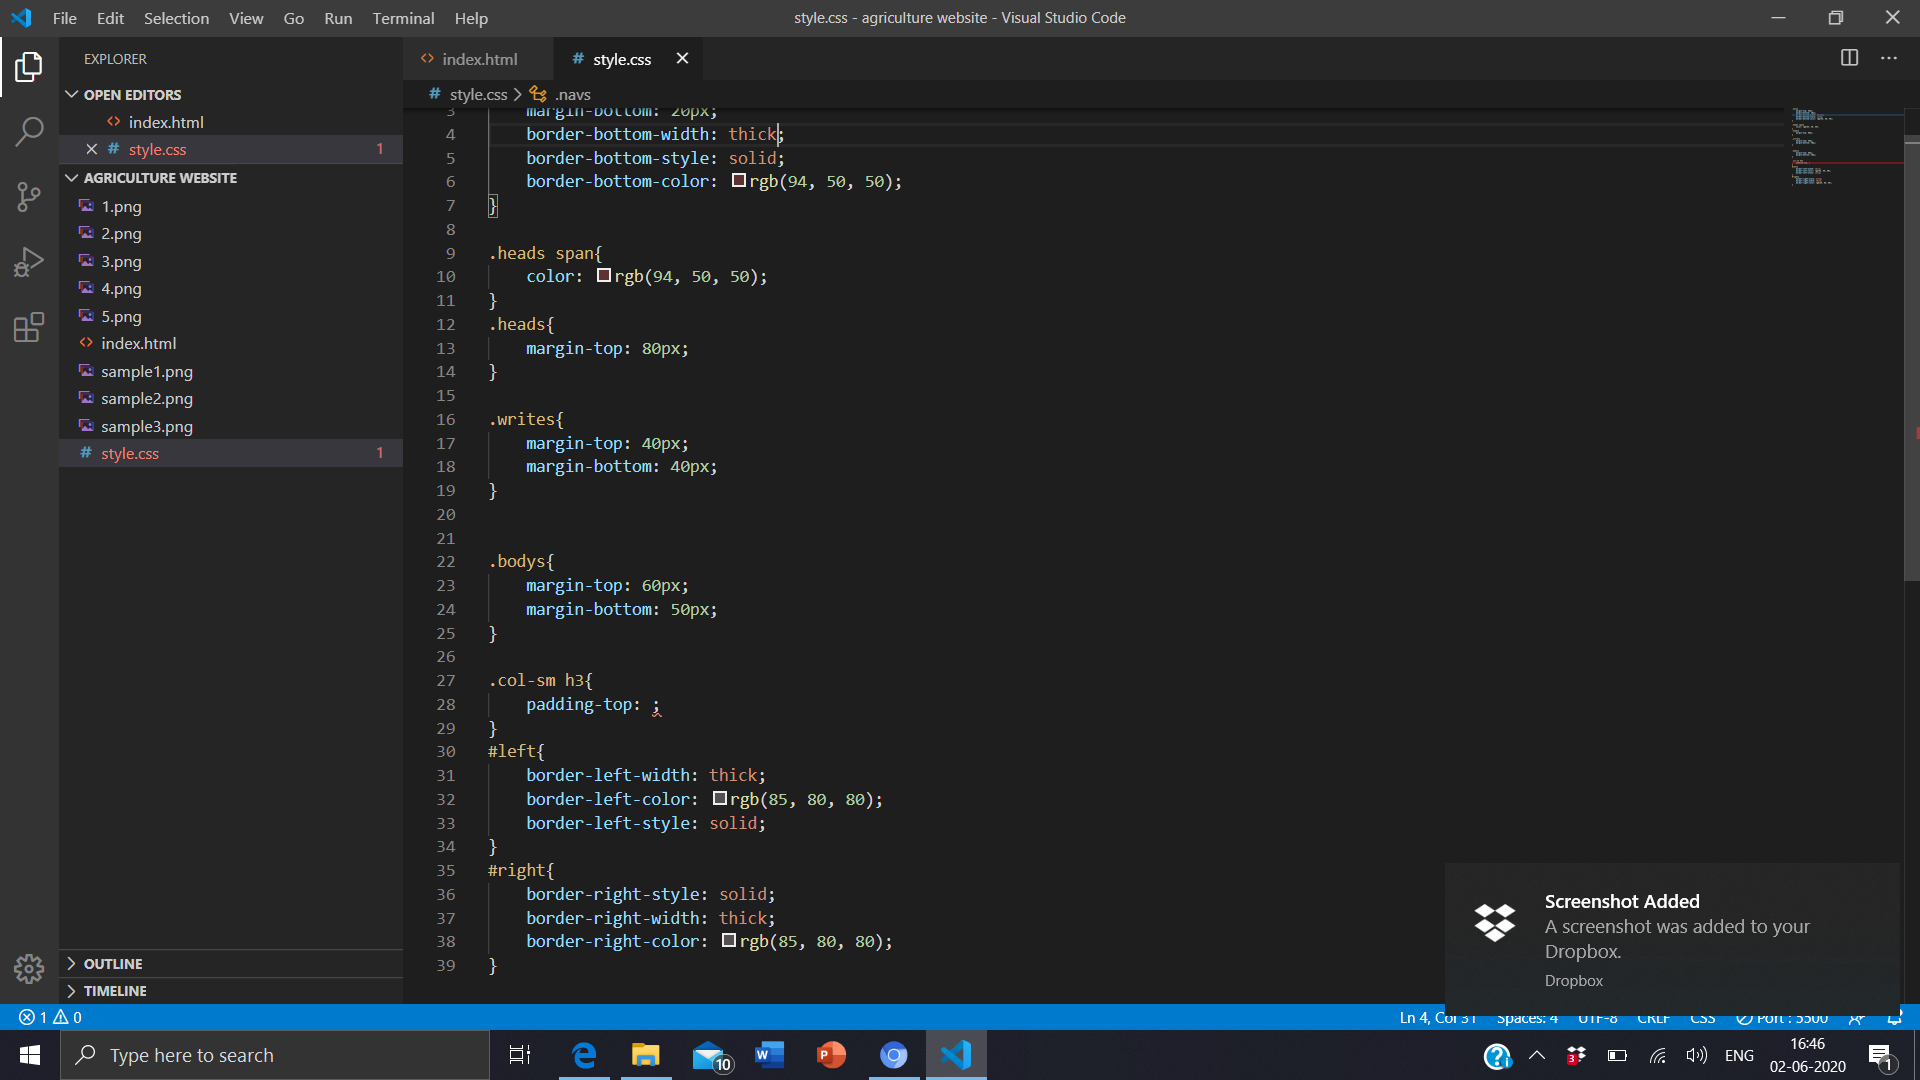 File Edit Selection View Go Run Terminal Help
style.css - agriculture website - Visual Studio Code
EXPLORER
index.html
style.css
OPEN EDITORS
style.css > .navs
index.html
style.css 1
AGRICULTURE WEBSITE
1.png
2.png
3.png
4.png
5.png
index.html
sample1.png
sample2.png
sample3.png
style.css 1
OUTLINE
TIMELINE
3 margin-bottom: 20px;
4 border-bottom-width: thick;
5 border-bottom-style: solid;
6 border-bottom-color: rgb(94, 50, 50);
7 }
8
9 .heads span{
10 color: rgb(94, 50, 50);
11 }
12 .heads{
13 margin-top: 80px;
14 }
15
16 .writes{
17 margin-top: 40px;
18 margin-bottom: 40px;
19 }
20
21
22 .bodys{
23 margin-top: 60px;
24 margin-bottom: 50px;
25 }
26
27 .col-sm h3{
28 padding-top: ;
29 }
30 #left{
31 border-left-width: thick;
32 border-left-color: rgb(85, 80, 80);
33 border-left-style: solid;
34 }
35 #right{
36 border-right-style: solid;
37 border-right-width: thick;
38 border-right-color: rgb(85, 80, 80);
39 }
Screenshot Added
A screenshot was added to your
Dropbox.
Dropbox
1 0
Ln 4, Col 31 Spaces: 4 UTF-8 CRLF CSS Port : 5500
Type here to search
10
3
ENG
16:46
02-06-2020
1